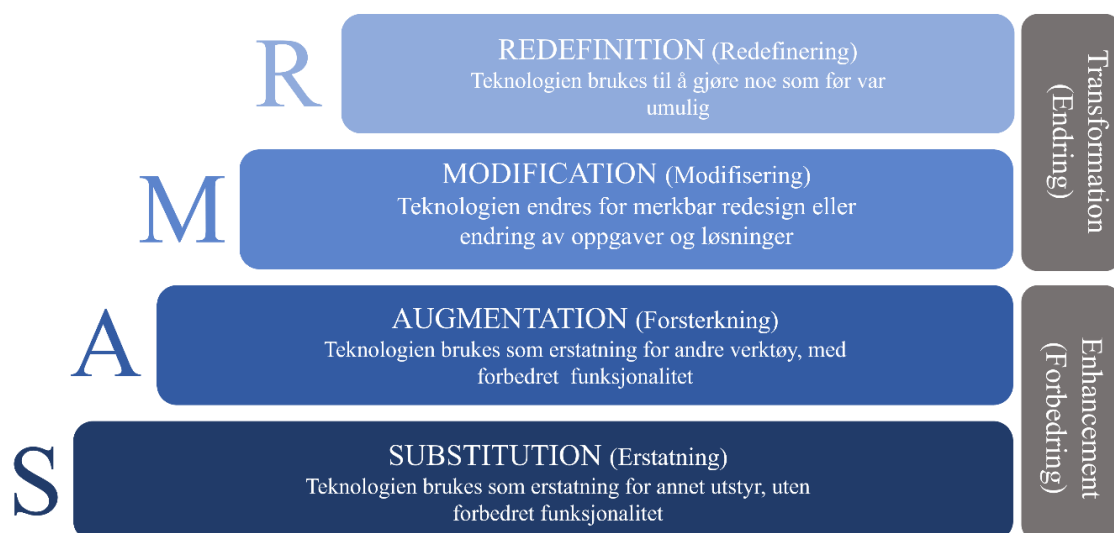 R
REDEFINITION (Redefinering)
Teknologien brukes til å gjøre noe som før var
umulig
M
MODIFICATION (Modifisering)
Teknologien endres for merkbar redesign eller
endring av oppgaver og løsninger
Transformation
(Endring)
A
AUGMENTATION (Forsterkning)
Teknologien brukes som erstatning for andre verktøy, med
forbedret funksjonalitet
S
SUBSTITUTION (Erstatning)
Teknologien brukes som erstatning for annet utstyr, uten
forbedret funksjonalitet
Enhancement
(Forbedring)